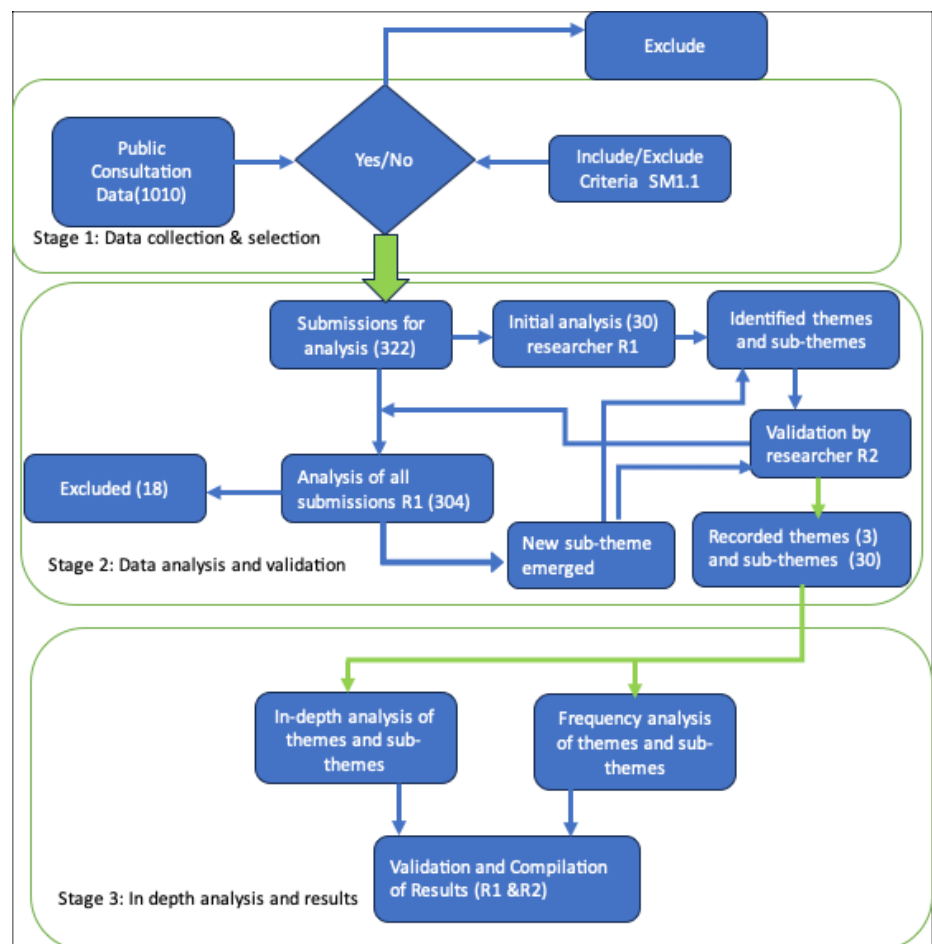 Exclude
Public
Consultation
Data(1010)
Yes/No
Include/Exclude
Criteria SM1.1
Stage 1: Data collection & selection
Submissions for
analysis (322)
Initial analysis (30)
researcher R1
Identified themes
and sub-themes
Validation by
researcher R2
Excluded (18)
Analysis of all
submissions R1 (304)
New sub-theme
emerged
Recorded themes (3)
and sub-themes (30)
Stage 2: Data analysis and validation
In-depth analysis of
themes and sub-
themes
Frequency analysis
of themes and sub-
themes
Validation and Compilation
of Results (R1 &R2)
Stage 3: In depth analysis and results